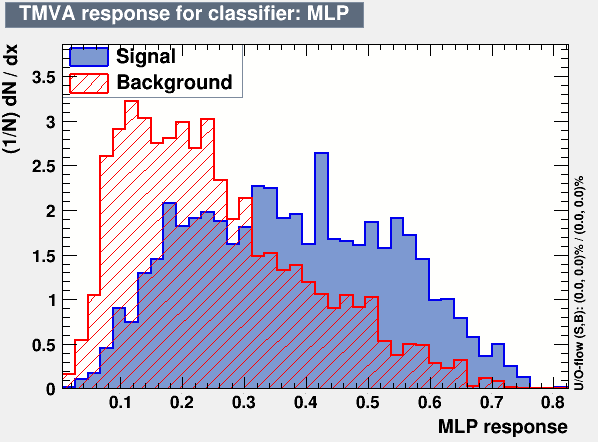 TMVA response for classifier: MLP
(1/N) dN / dx
Signal
Background
3.5
3
2.5
2
1.5
1
0.5
0
0.1 0.2 0.3 0.4 0.5 0.6 0.7 0.8
MLP response
U/O-flow (S,B): (0.0, 0.0)% / (0.0, 0.0)%